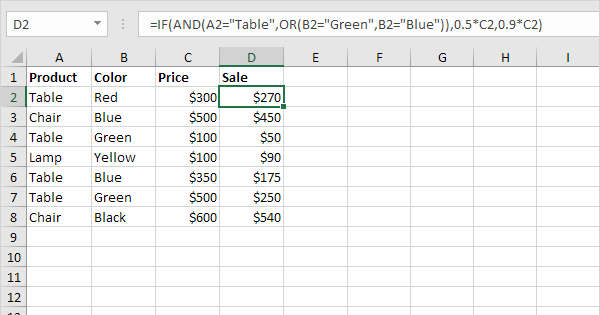 D2 =IF(AND(A2="Table",OR(B2="Green",B2="Blue")),0.5*C2,0.9*C2)
A B C D E F G H I
1 Product Color Price Sale
2 Table Red $300 $270
3 Chair Blue $500 $450
4 Table Green $100 $50
5 Lamp Yellow $100 $90
6 Table Blue $350 $175
7 Table Green $500 $250
8 Chair Black $600 $540
9
10
11
12